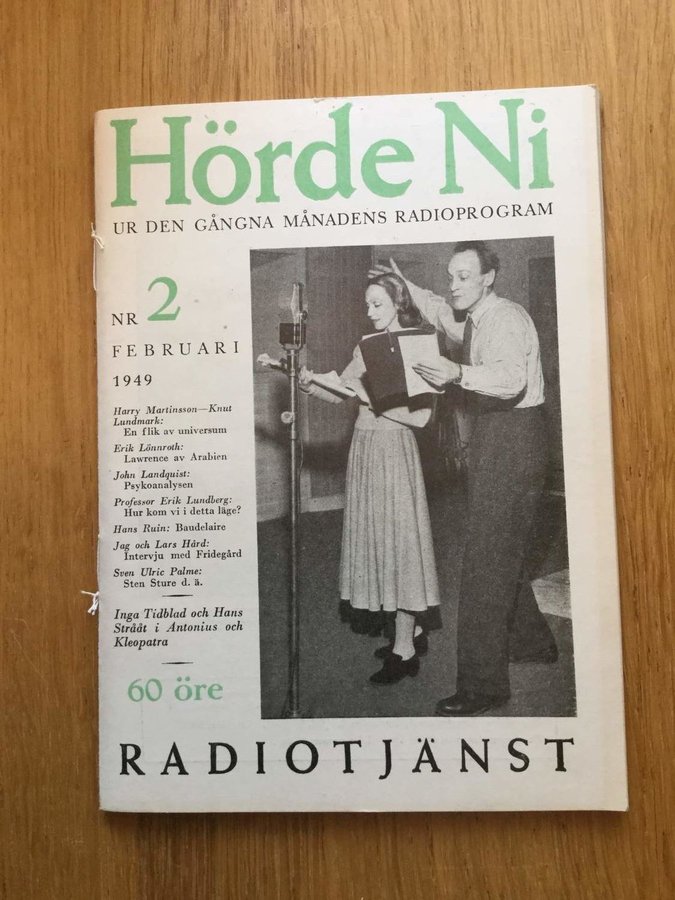 Hörde Ni
UR DEN GÅNGNA MÅNADENS RADIOPROGRAM
NR 2
FEBRUARI
1949
Harry Martinsson—Knut
Lundmark:
En flik av universum
Erik Lönnroth:
Lawrence av Arabien
John Landquist:
Psykoanalysen
Professor Erik Lundberg:
Hur kom vi i detta läge?
Hans Ruin: Baudelaire
Jag och Lars Hård:
Intervju med Fridegård
Sven Ulric Palme:
Sten Sture d. ä.
Inga Tidblad och Hans
Strååt i Antonius och
Kleopatra
60 öre
RADIOTJÄNST